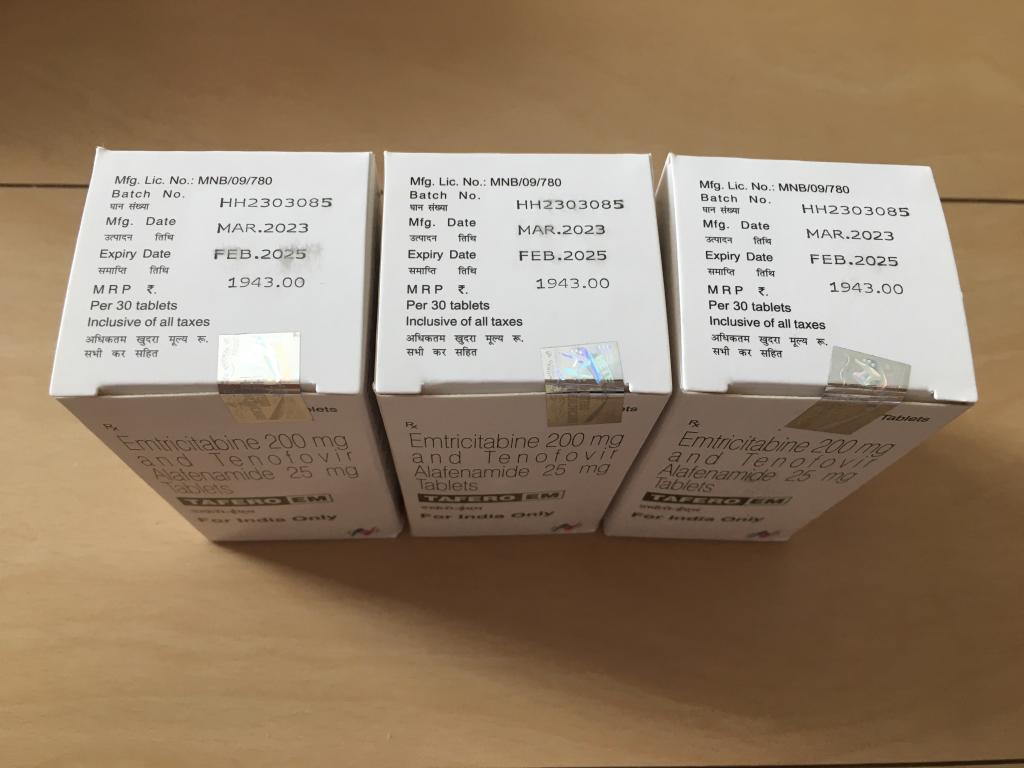 Mfg. Lic. No.: MNB/09/780
Batch No. HH2303085
घान संख्या
Mfg. Date MAR.2023
उत्पादन तिथि
Expiry Date FEB.2025
समाप्ति तिथि
MRP ₹. 1943.00
Per 30 tablets
Inclusive of all taxes
अधिकतम खुदरा मूल्य रू.
सभी कर सहित
Rx
Emtricitabine 200 mg
and Tenofovir
Alafenamide 25 mg
Tablets
TAFERO EM
For India Only
Mfg. Lic. No.: MNB/09/780
Batch No. HH2303085
घान संख्या
Mfg. Date MAR.2023
उत्पादन तिथि
Expiry Date FEB.2025
समाप्ति तिथि
MRP ₹. 1943.00
Per 30 tablets
Inclusive of all taxes
अधिकतम खुदरा मूल्य रू.
सभी कर सहित
Rx
Emtricitabine 200 mg
and Tenofovir
Alafenamide 25 mg
Tablets
TAFERO EM
For India Only
Mfg. Lic. No.: MNB/09/780
Batch No. HH2303085
घान संख्या
Mfg. Date MAR.2023
उत्पादन तिथि
Expiry Date FEB.2025
समाप्ति तिथि
MRP ₹. 1943.00
Per 30 tablets
Inclusive of all taxes
अधिकतम खुदरा मूल्य रू.
सभी कर सहित
Tablets
Rx
Emtricitabine 200 mg
and Tenofovir
Alafenamide 25 mg
Tablets
TAFERO EM
For India Only